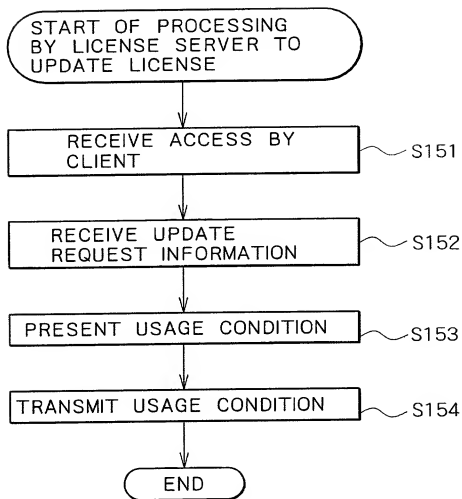 START OF PROCESSING
BY LICENSE SERVER TO
UPDATE LICENSE
RECEIVE ACCESS BY
CLIENT
S151
RECEIVE UPDATE
REQUEST INFORMATION
S152
PRESENT USAGE CONDITION
S153
TRANSMIT USAGE CONDITION
S154
END